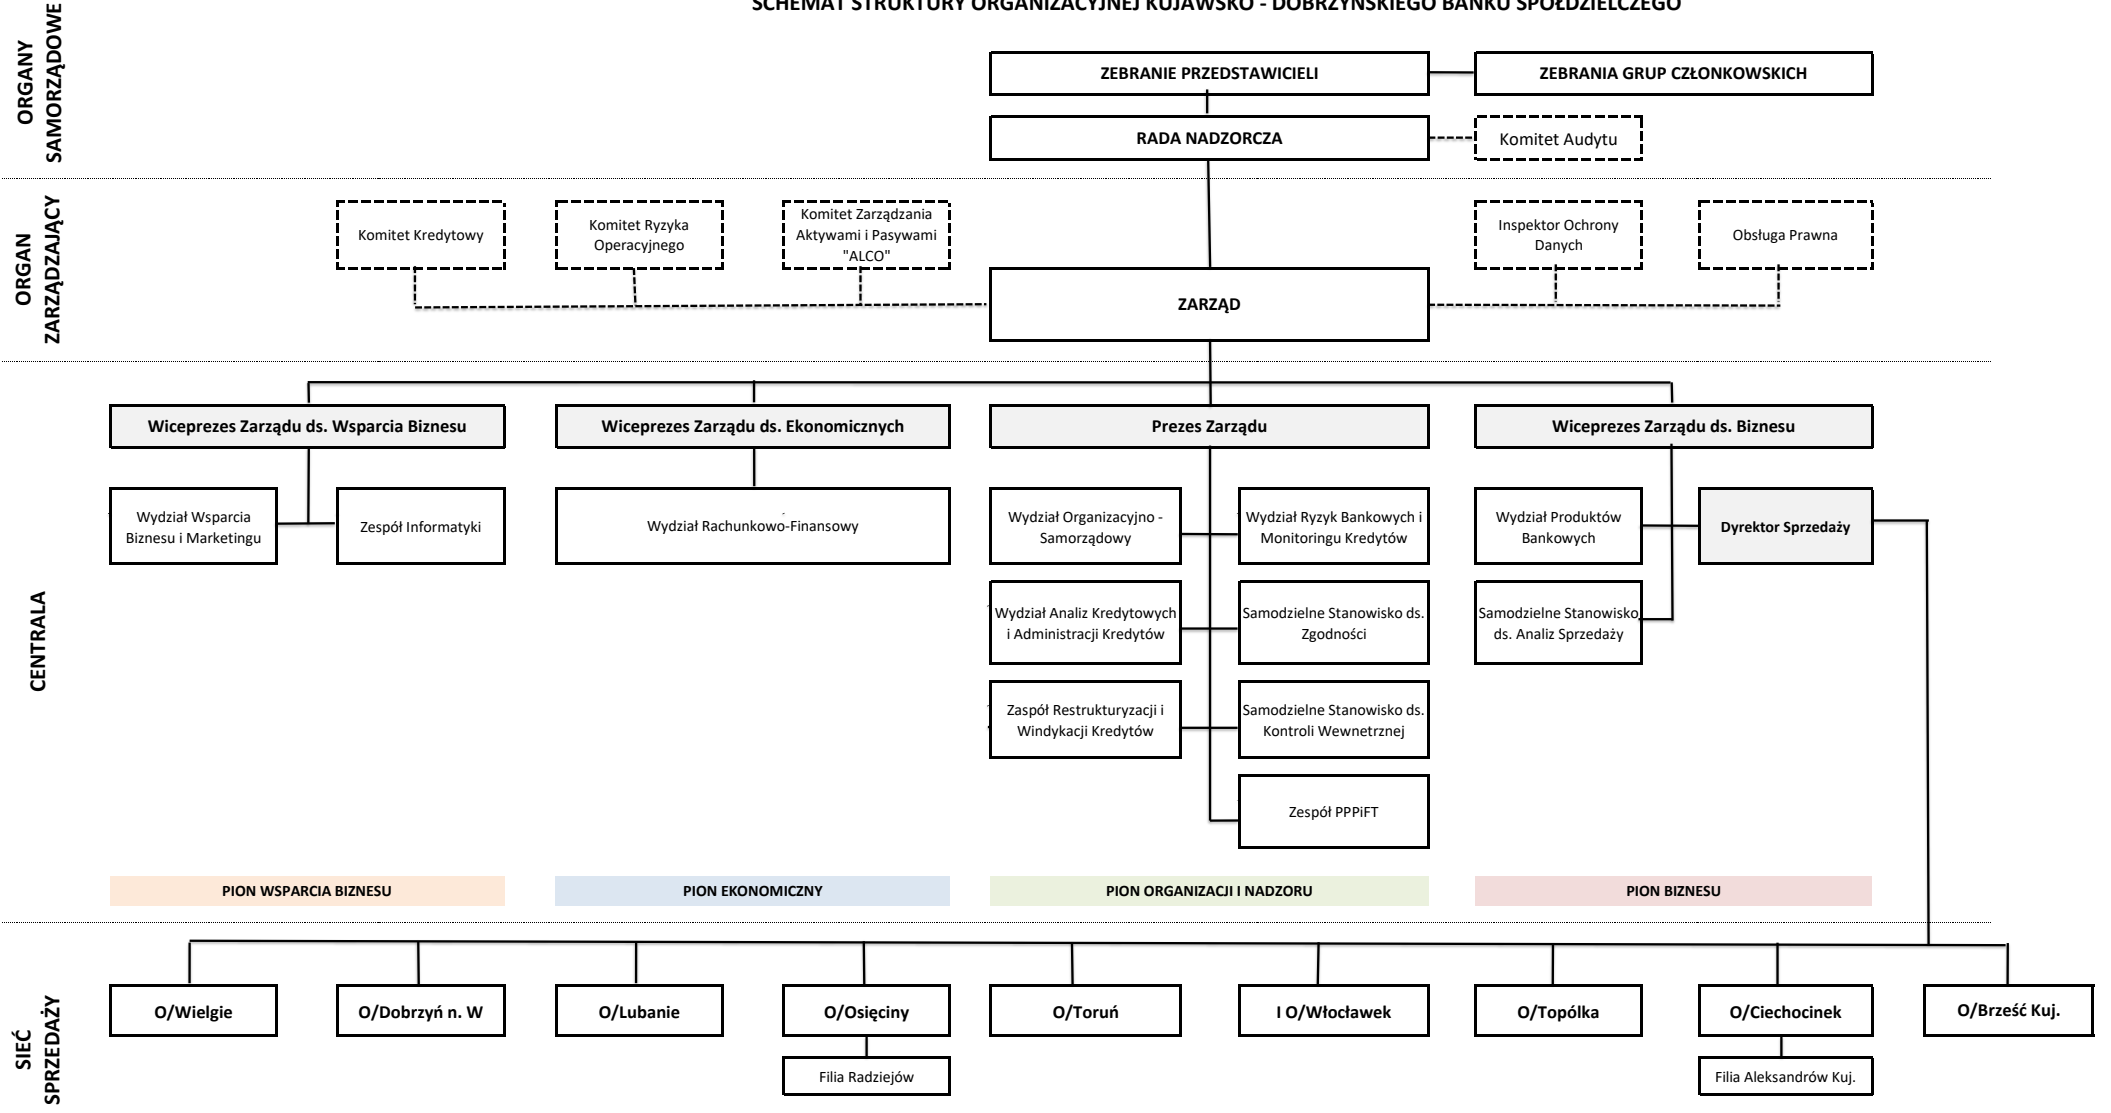 SCHEMAT STRUKTURY ORGANIZACYJNEJ KUJAWSKO - DOBRZYŃSKIEGO BANKU SPÓŁDZIELCZEGO
ORGANY
SAMORZĄDOWE
ZEBRANIE PRZEDSTAWICIELI
ZEBRANIA GRUP CZŁONKOWSKICH
RADA NADZORCZA
Komitet Audytu
ORGAN
ZARZĄDZAJĄCY
Komitet Kredytowy
Komitet Ryzyka
Operacyjnego
Komitet Zarządzania
Aktywami i Pasywami
"ALCO"
Inspektor Ochrony
Danych
Obsługa Prawna
ZARZĄD
CENTRALA
Wiceprezes Zarządu ds. Wsparcia Biznesu
Wiceprezes Zarządu ds. Ekonomicznych
Prezes Zarządu
Wiceprezes Zarządu ds. Biznesu
Wydział Wsparcia
Biznesu i Marketingu
Zespół Informatyki
Wydział Rachunkowo-Finansowy
Wydział Organizacyjno -
Samorządowy
Wydział Ryzyk Bankowych i
Monitoringu Kredytów
Wydział Produktów
Bankowych
Dyrektor Sprzedaży
Wydział Analiz Kredytowych
i Administracji Kredytów
Samodzielne Stanowisko ds.
Zgodności
Samodzielne Stanowisko
ds. Analiz Sprzedaży
Zaspół Restrukturyzacji i
Windykacji Kredytów
Samodzielne Stanowisko ds.
Kontroli Wewnetrznej
Zespół PPPiFT
PION WSPARCIA BIZNESU
PION EKONOMICZNY
PION ORGANIZACJI I NADZORU
PION BIZNESU
SIEĆ
SPRZEDAŻY
O/Wielgie
O/Dobrzyń n. W
O/Lubanie
O/Osięciny
O/Toruń
I O/Włocławek
O/Topólka
O/Ciechocinek
O/Brześć Kuj.
Filia Radziejów
Filia Aleksandrów Kuj.